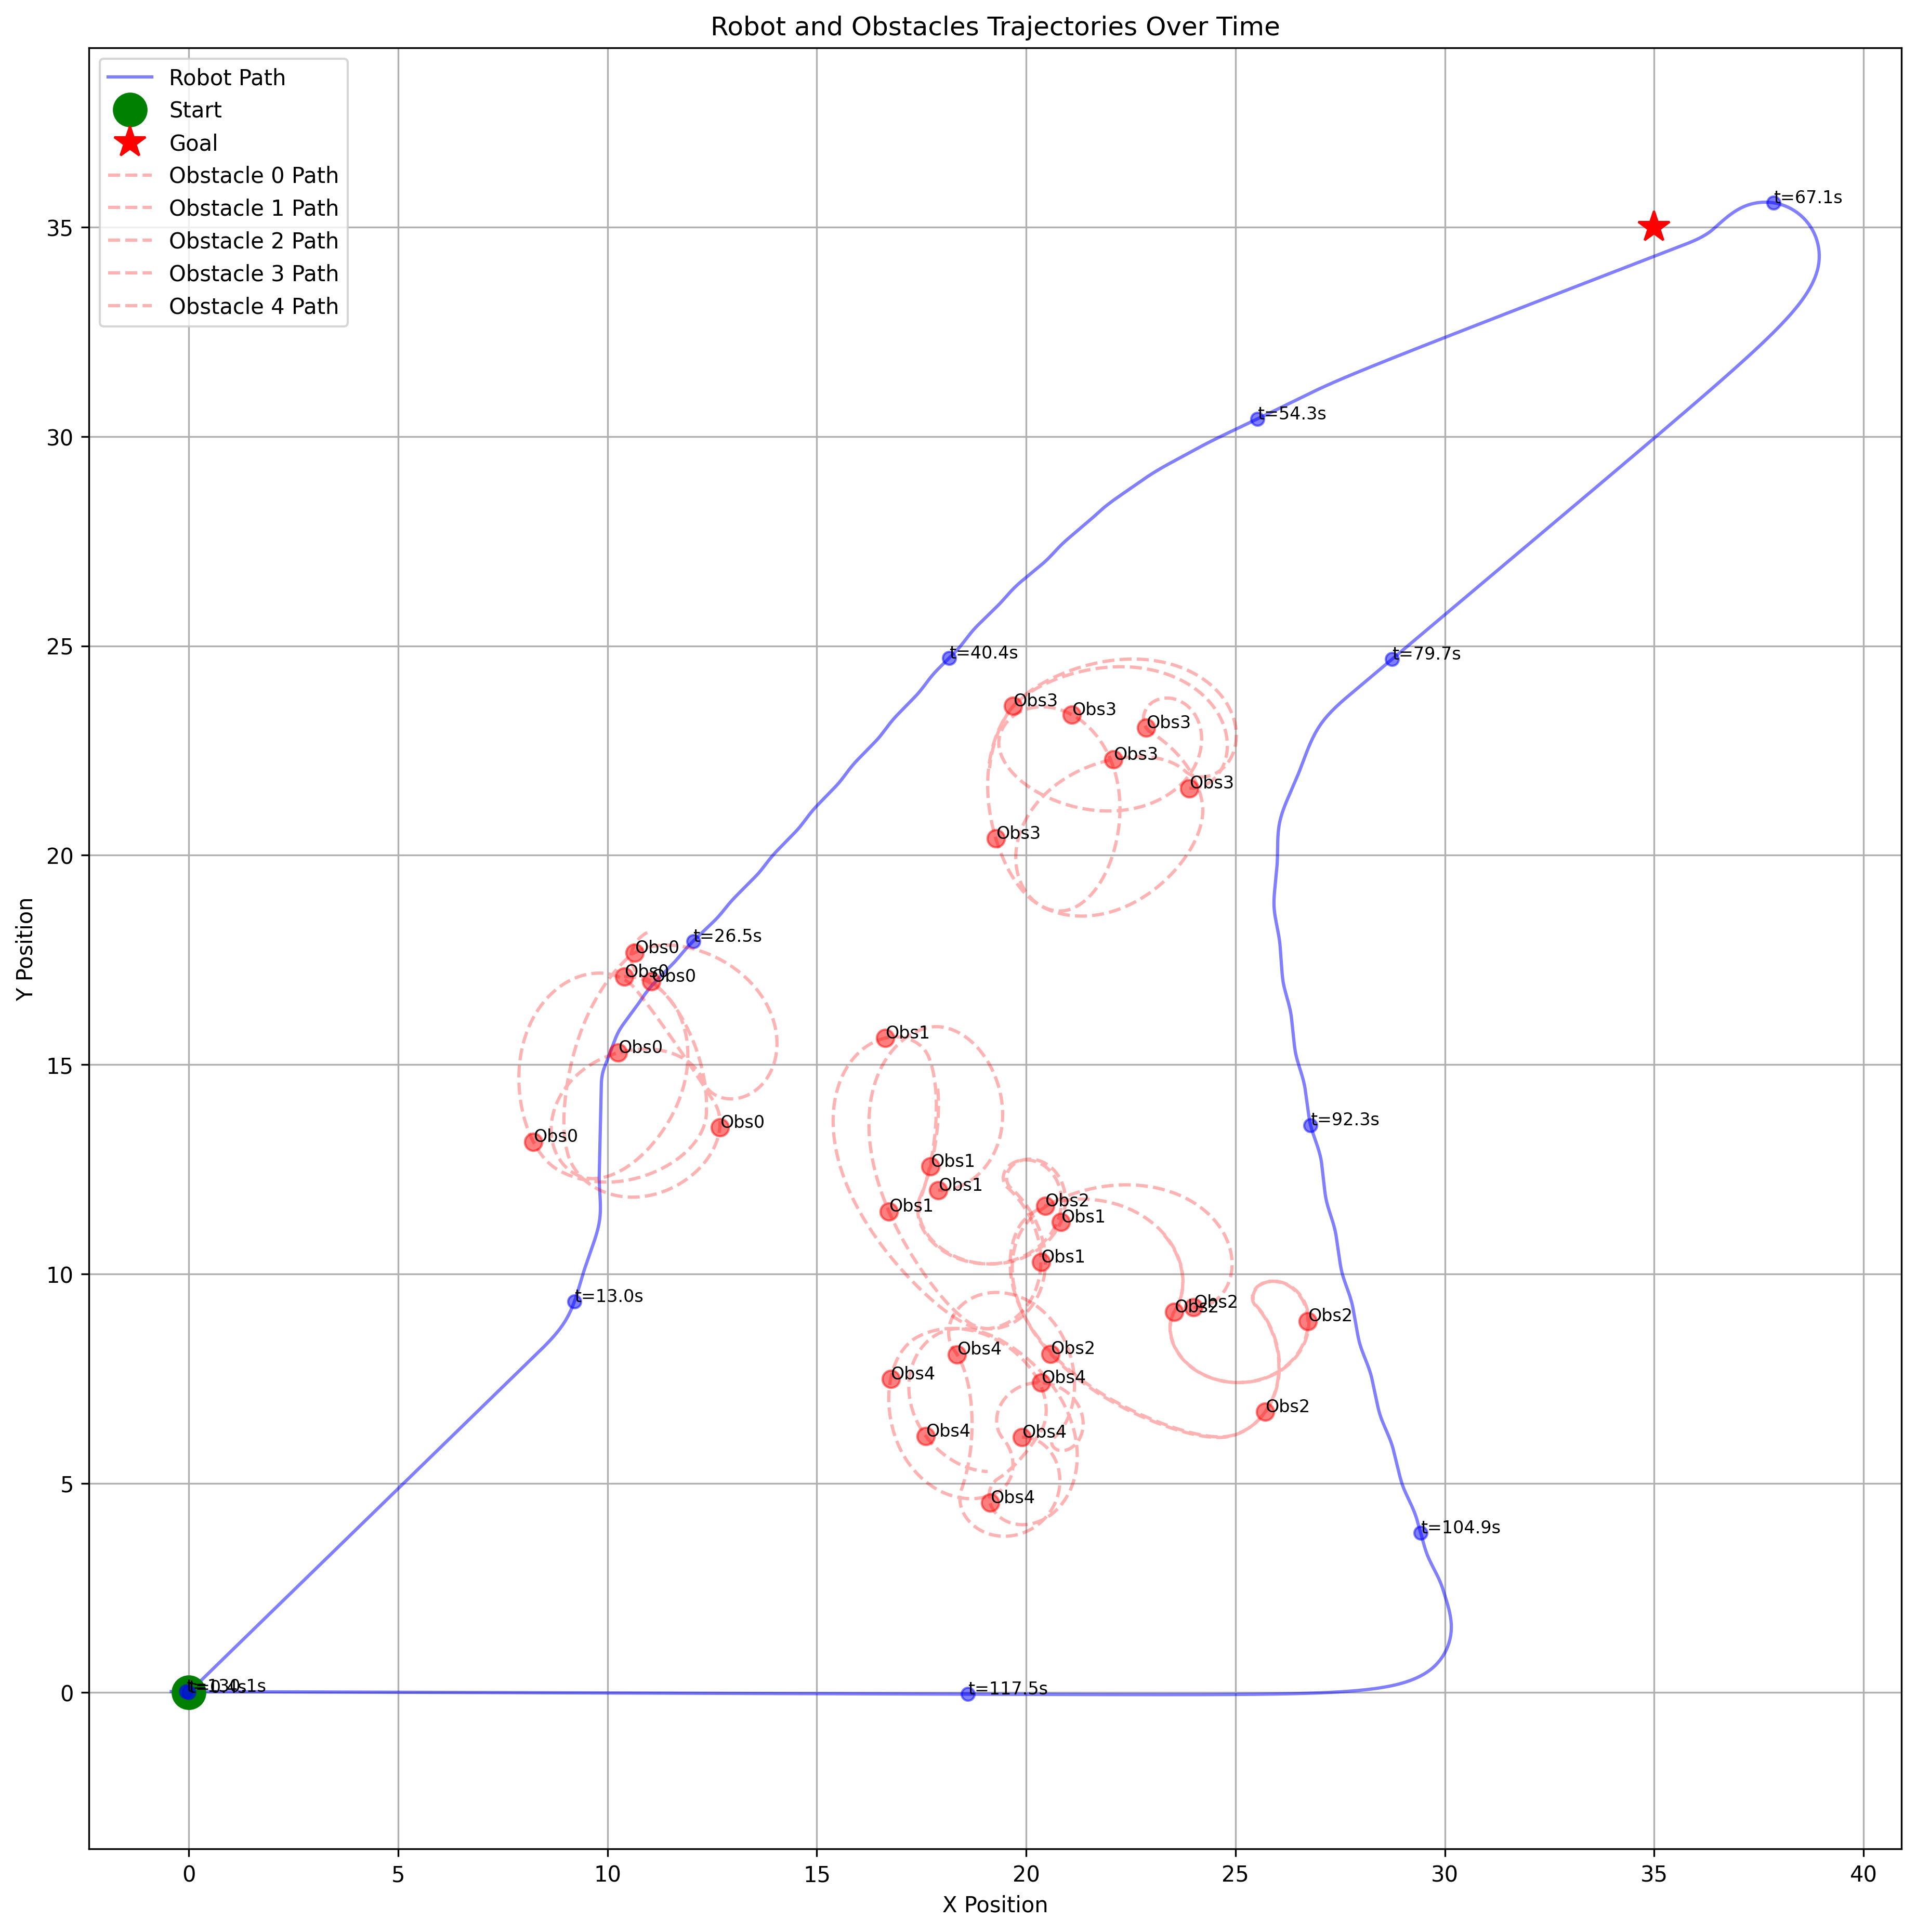 Robot and Obstacles Trajectories Over Time
Robot Path
Start
Goal
Obstacle 0 Path
Obstacle 1 Path
Obstacle 2 Path
Obstacle 3 Path
Obstacle 4 Path
t=67.1s
35
t=54.3s
30
t=40.4s
t=79.7s
25
Obs3
Obs3
Obs3
Obs3
Obs3
Obs3
20
t=26.5s
Obs0
Obs0
Obs0
Obs1
Obs0
15
Obs0
Obs0
t=92.3s
Obs1
Obs1
Obs2
Obs1
Obs1
Obs1
10
t=13.0s
Obs2
Obs2
Obs2
Obs4
Obs2
Obs4
Obs4
Obs2
Obs4
Obs4
5
Obs4
t=104.9s
t=130.1s
t=0.4s
t=117.5s
0
0
5
10
15
20
25
30
35
40
X Position
Y Position